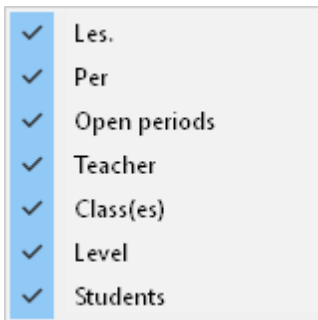 Les.
Per
Open periods
Teacher
Class(es)
Level
Students